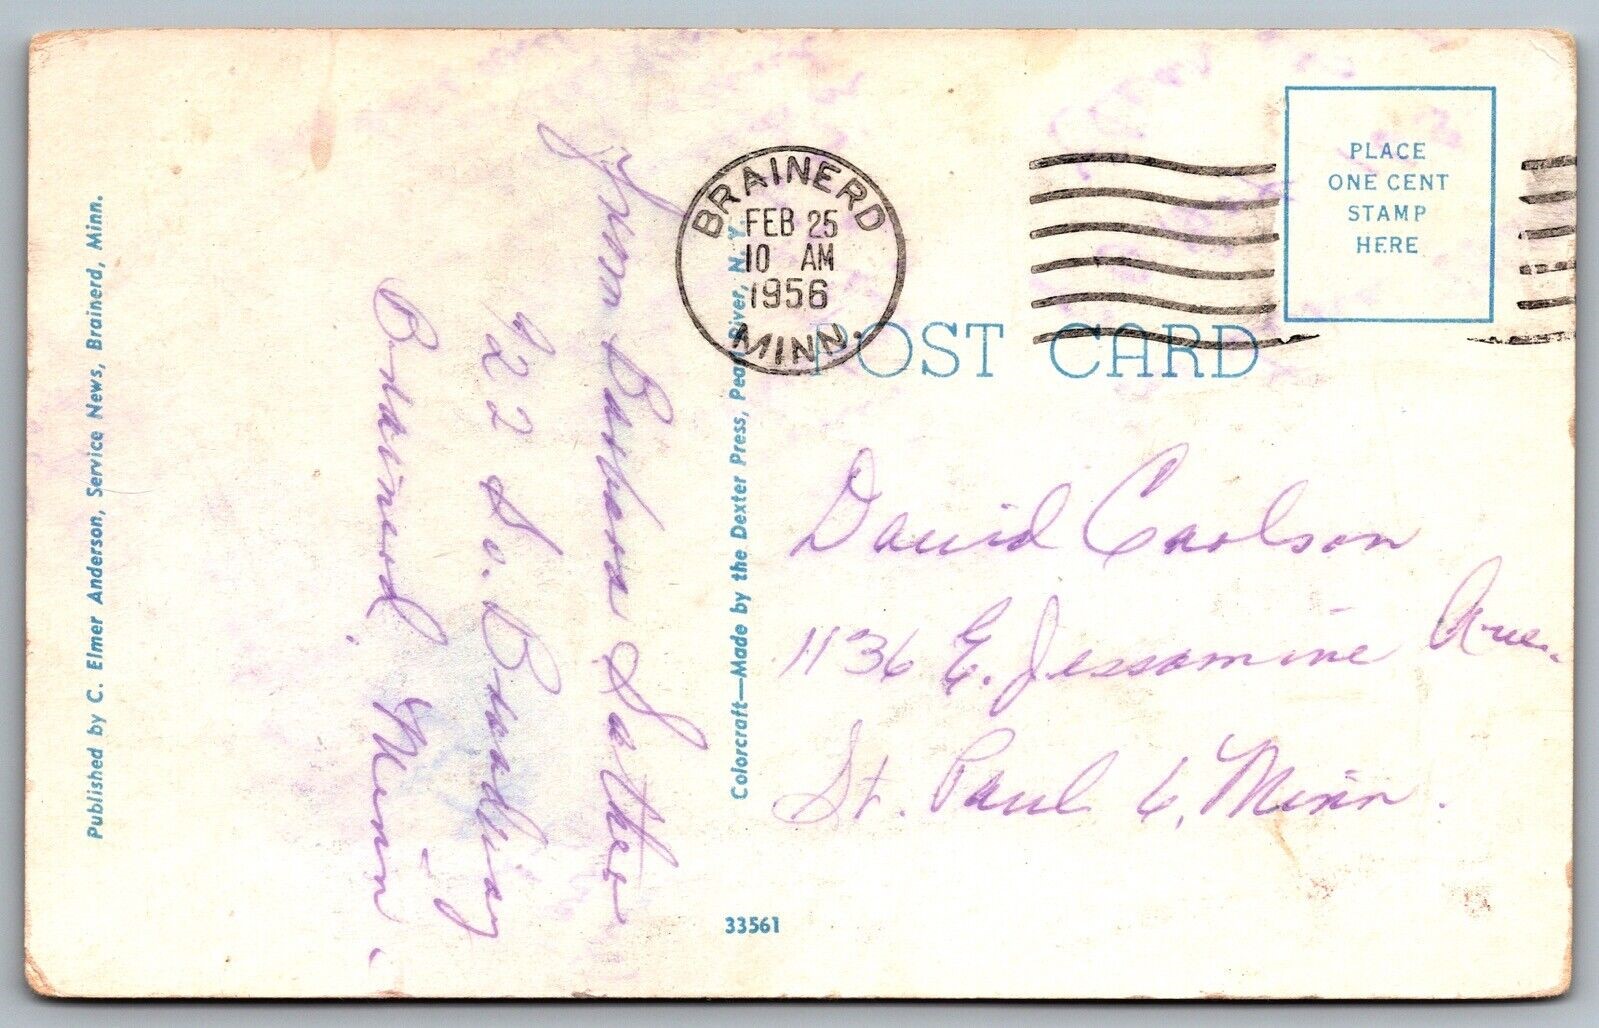 Published by C. Elmer Anderson, Service News, Brainerd, Minn.
From Barbara Sather
922 So. Broadway
Brainerd,
Minn.
Colorcraft—Made by the Dexter Press, Pearl River, N. Y.
33561
BRAINERD
FEB 25
10 AM
1956
MINN.
POST CARD
PLACE
ONE CENT
STAMP
HERE
David Carlson
1136 E. Jessamine Ave.
St. Paul 6, Minn.